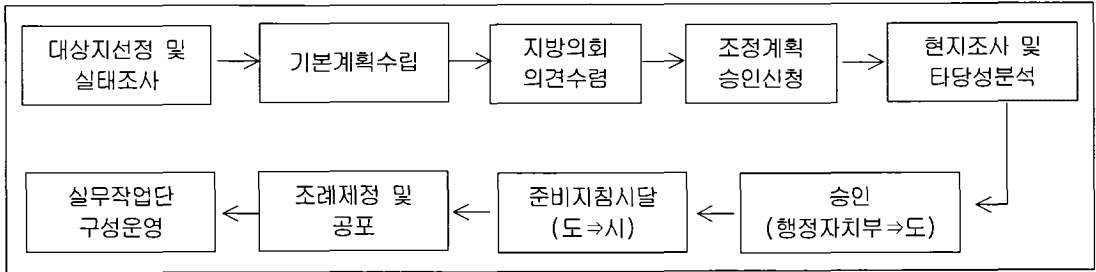 대상지선정 및
실태조사
기본계획수립
지방의회
의견수렴
조정계획
승인신청
현지조사 및
타당성분석
승인
(행정자치부⇒도)
준비지침시달
(도⇒시)
조례제정 및
공포
실무작업단
구성운영